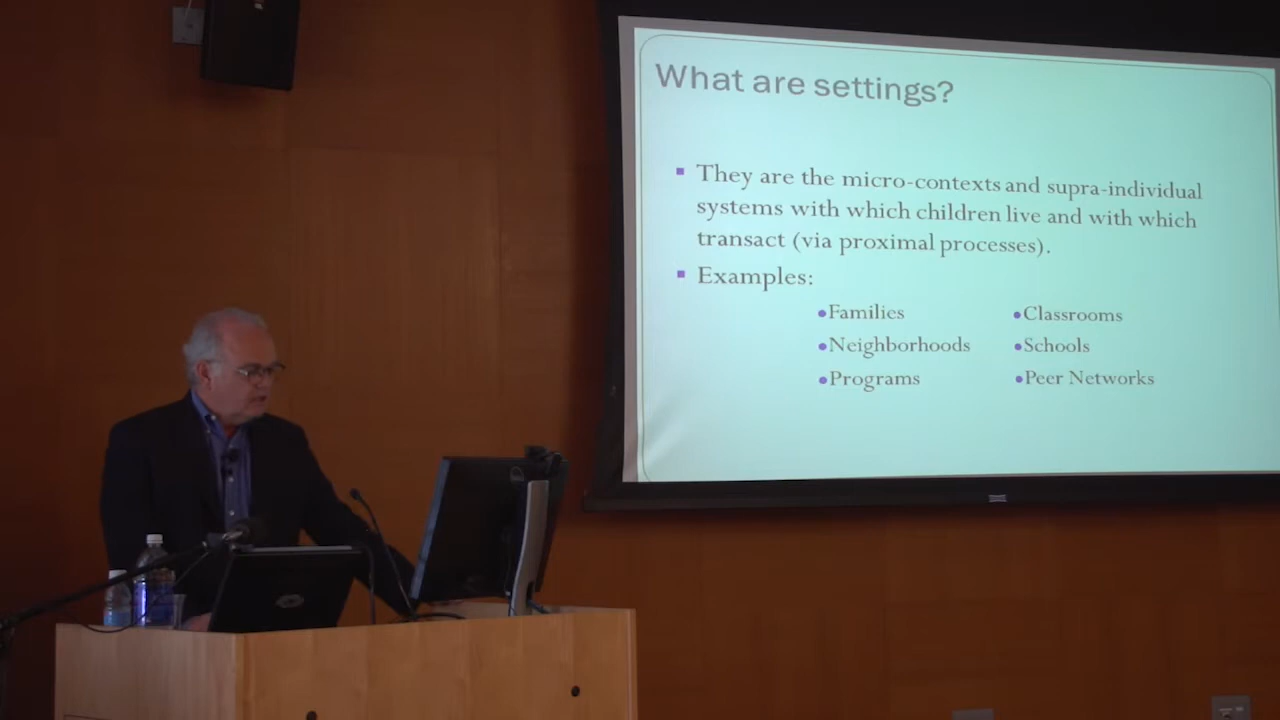 What are settings?
▪ They are the micro-contexts and supra-individual
systems with which children live and with which
transact (via proximal processes).
▪ Examples:
•Families •Classrooms
•Neighborhoods •Schools
•Programs •Peer Networks